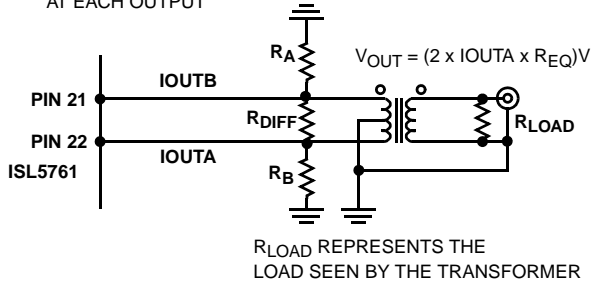 AT EACH OUTPUT
RA
VOUT = (2 x IOUTA x REQ)V
IOUTB
PIN 21
RDIFF
RLOAD
PIN 22
IOUTA
ISL5761
RB
RLOAD REPRESENTS THE
LOAD SEEN BY THE TRANSFORMER